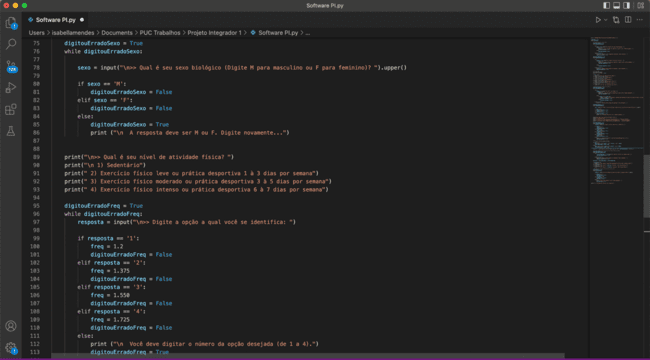 Software PI.py
Software PI.py
Users > isabellamendes > Documents > PUC Trabalhos > Projeto Integrador 1 > Software PI.py > ...
75 digitouErradoSexo = True
76 while digitouErradoSexo:
77
78 sexo = input("\n>> Qual é seu sexo biológico (Digite M para masculino ou F para feminino)? ").upper()
79
80 if sexo == 'M':
81 digitouErradoSexo = False
82 elif sexo == 'F':
83 digitouErradoSexo = False
84 else:
85 digitouErradoSexo = True
86 print ("\n  A resposta deve ser M ou F. Digite novamente...")
87
88
89 print("\n>> Qual é seu nível de atividade física? ")
90 print("\n 1) Sedentário")
91 print(" 2) Exercício físico leve ou prática desportiva 1 à 3 dias por semana")
92 print(" 3) Exercício físico moderado ou prática desportiva 3 à 5 dias por semana")
93 print(" 4) Exercício físico intenso ou prática desportiva 6 à 7 dias por semana")
94
95 digitouErradoFreq = True
96 while digitouErradoFreq:
97 resposta = input("\n>> Digite a opção a qual você se identifica: ")
98
99 if resposta == '1':
100 freq = 1.2
101 digitouErradoFreq = False
102 elif resposta == '2':
103 freq = 1.375
104 digitouErradoFreq = False
105 elif resposta == '3':
106 freq = 1.550
107 digitouErradoFreq = False
108 elif resposta == '4':
109 freq = 1.725
110 digitouErradoFreq = False
111 else:
112 print ("\n  Você deve digitar o número da opção desejada (de 1 a 4).")
113 digitouErradoFreq = True